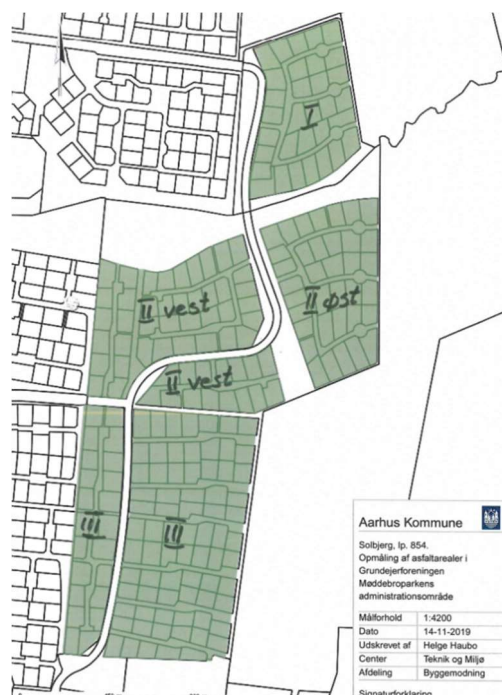 I
II vest
II øst
II vest
III
III
Aarhus Kommune
Solbjerg, lp. 854.
Opmåling af asfaltarealer i
Grundejerforeningen
Møddebroparkens
administrationsområde
Målforhold 1:4200
Dato 14-11-2019
Udskrevet af Helge Haubo
Center Teknik og Miljø
Afdeling Byggemodning
Signaturforklaring